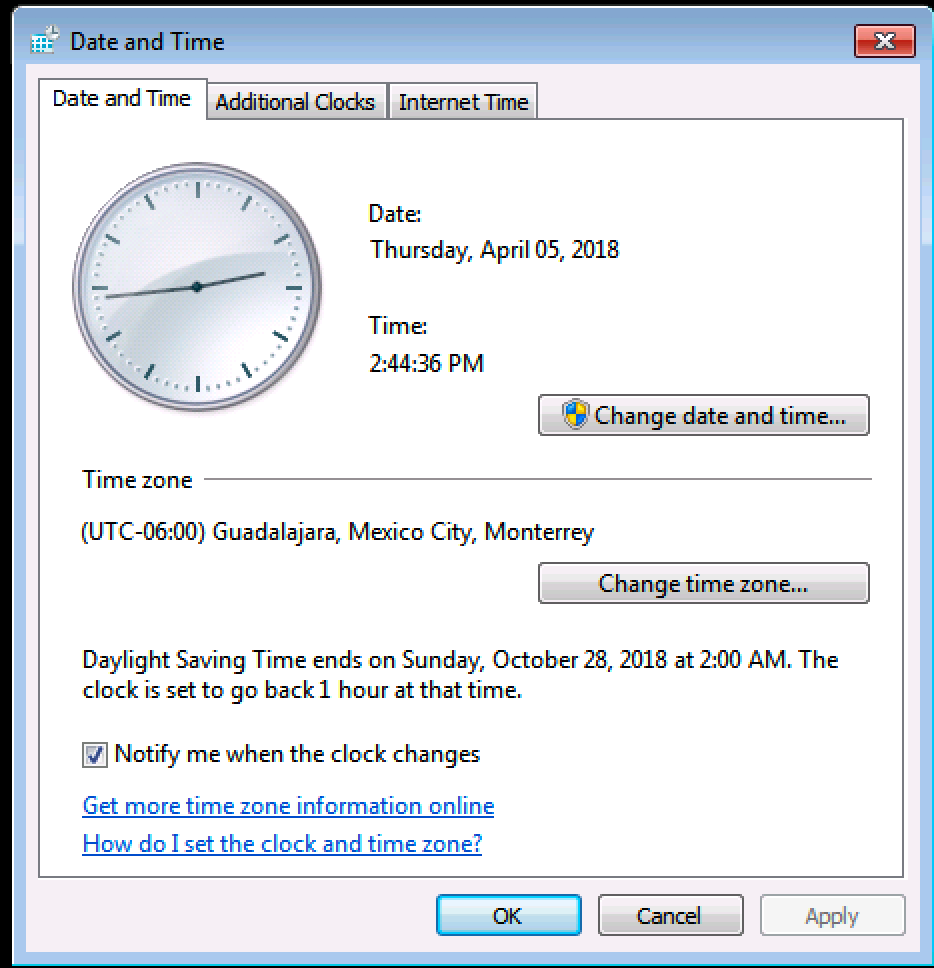 Date and Time
Date and Time
Additional Clocks
Internet Time
Date:
Thursday, April 05, 2018
Time:
2:44:36 PM
Change date and time...
Time zone
(UTC-06:00) Guadalajara, Mexico City, Monterrey
Change time zone...
Daylight Saving Time ends on Sunday, October 28, 2018 at 2:00 AM. The
clock is set to go back 1 hour at that time.
Notify me when the clock changes
Get more time zone information online
How do I set the clock and time zone?
OK
Cancel
Apply